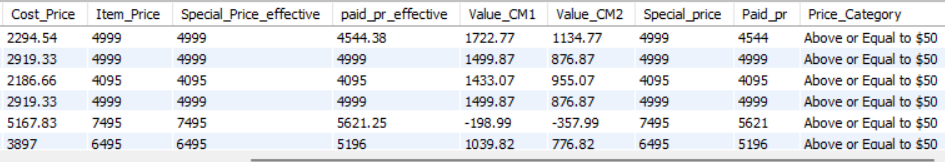 Cost_Price Item_Price Special_Price_effective paid_pr_effective Value_CM1 Value_CM2 Special_price Paid_pr Price_Category
2294.54 4999 4999 4544.38 1722.77 1134.77 4999 4544 Above or Equal to $50
2919.33 4999 4999 4999 1499.87 876.87 4999 4999 Above or Equal to $50
2186.66 4095 4095 4095 1433.07 955.07 4095 4095 Above or Equal to $50
2919.33 4999 4999 4999 1499.87 876.87 4999 4999 Above or Equal to $50
5167.83 7495 7495 5621.25 -198.99 -357.99 7495 5621 Above or Equal to $50
3897 6495 6495 5196 1039.82 776.82 6495 5196 Above or Equal to $50